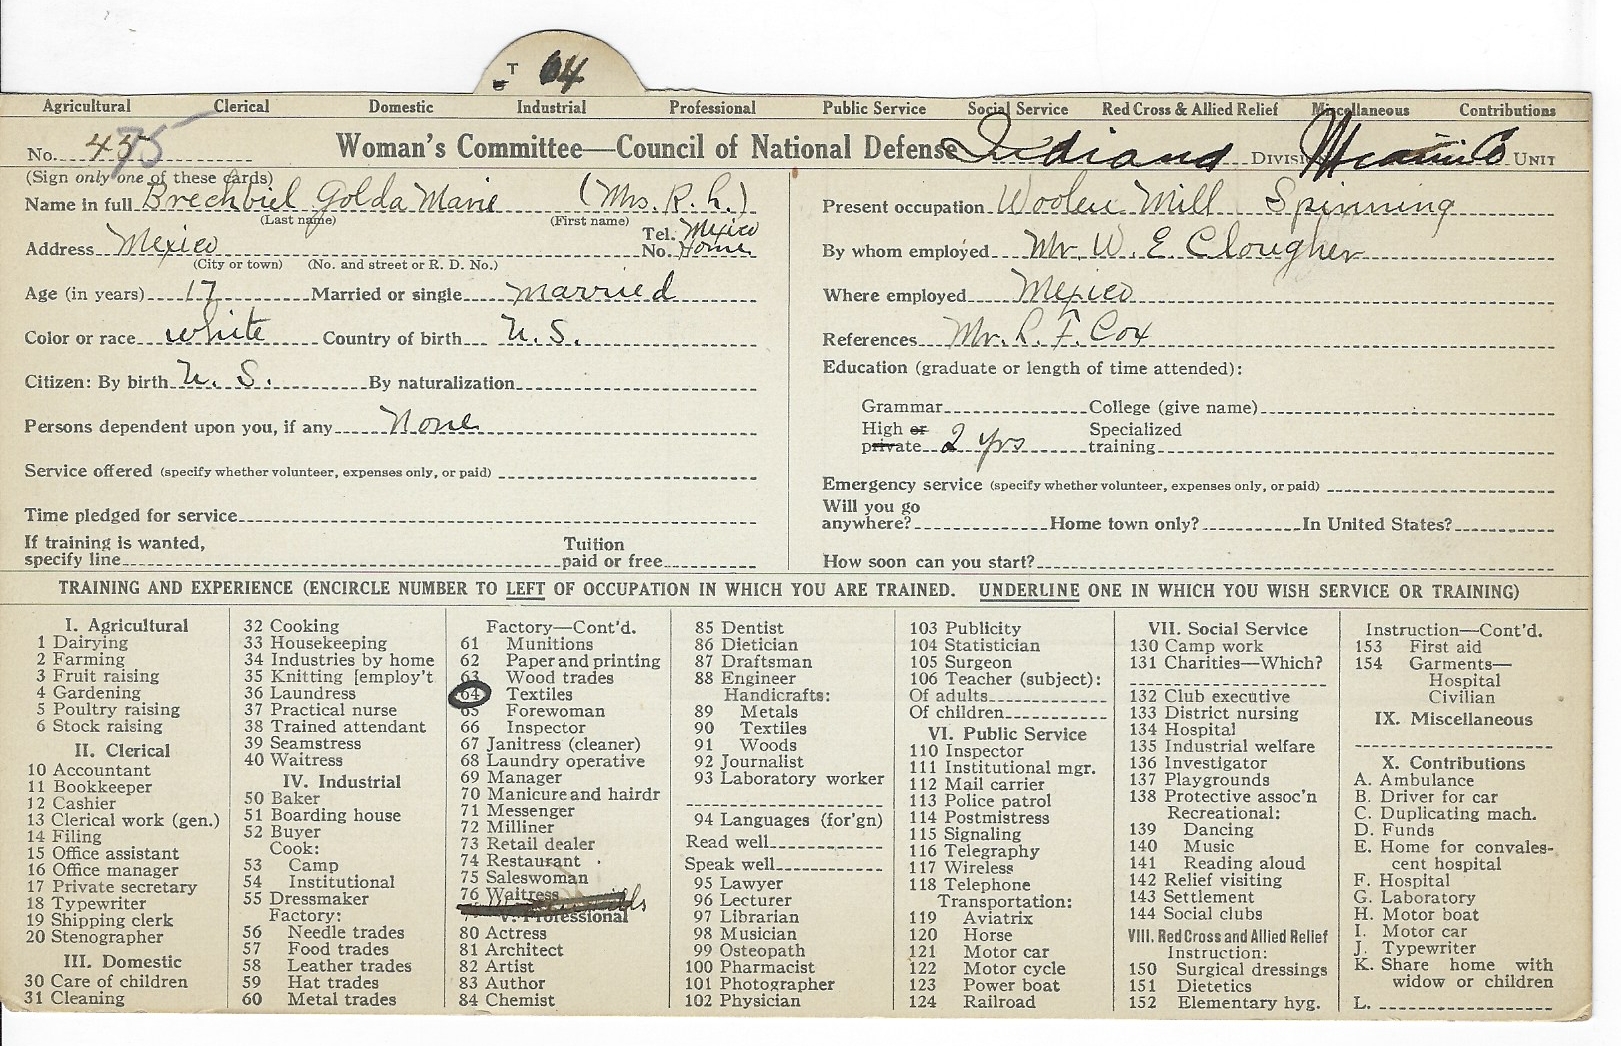 T 64
Agricultural Clerical Domestic Industrial Professional Public Service Social Service Red Cross & Allied Relief Miscellaneous Contributions
No. 45 75 Woman's Committee—Council of National Defense Indiana Division Miami Co Unit
(Sign only one of these cards)
Name in full Brechbiel Golda Marie (Mrs. R. L.)
(Last name) (First name)
Address Mexico Tel. No. Mexico Home
(City or town) (No. and street or R. D. No.)
Age (in years) 17 Married or single married
Color or race white Country of birth U.S.
Citizen: By birth U.S. By naturalization
Persons dependent upon you, if any None
Service offered (specify whether volunteer, expenses only, or paid)
Time pledged for service
If training is wanted,
specify line
Tuition
paid or free
Present occupation Woolen Mill Spinning
By whom employed Mr. W. E. Clougher
Where employed Mexico
References Mr. L. F. Cox
Education (graduate or length of time attended):
Grammar College (give name)
High or
private 2 yrs
Specialized
training
Emergency service (specify whether volunteer, expenses only, or paid)
Will you go
anywhere? Home town only? In United States?
How soon can you start?
TRAINING AND EXPERIENCE (ENCIRCLE NUMBER TO LEFT OF OCCUPATION IN WHICH YOU ARE TRAINED. UNDERLINE ONE IN WHICH YOU WISH SERVICE OR TRAINING)
I. Agricultural
1 Dairying
2 Farming
3 Fruit raising
4 Gardening
5 Poultry raising
6 Stock raising
II. Clerical
10 Accountant
11 Bookkeeper
12 Cashier
13 Clerical work (gen.)
14 Filing
15 Office assistant
16 Office manager
17 Private secretary
18 Typewriter
19 Shipping clerk
20 Stenographer
III. Domestic
30 Care of children
31 Cleaning
32 Cooking
33 Housekeeping
34 Industries by home
35 Knitting [employ't
36 Laundress
37 Practical nurse
38 Trained attendant
39 Seamstress
40 Waitress
IV. Industrial
50 Baker
51 Boarding house
52 Buyer
Cook:
53 Camp
54 Institutional
55 Dressmaker
Factory:
56 Needle trades
57 Food trades
58 Leather trades
59 Hat trades
60 Metal trades
Factory—Cont'd.
61 Munitions
62 Paper and printing
63 Wood trades
64 Textiles
65 Forewoman
66 Inspector
67 Janitress (cleaner)
68 Laundry operative
69 Manager
70 Manicure and hairdr
71 Messenger
72 Milliner
73 Retail dealer
74 Restaurant
75 Saleswoman
76 Waitress
V. Professional
80 Actress
81 Architect
82 Artist
83 Author
84 Chemist
85 Dentist
86 Dietician
87 Draftsman
88 Engineer
Handicrafts:
89 Metals
90 Textiles
91 Woods
92 Journalist
93 Laboratory worker
94 Languages (for'gn)
Read well
Speak well
95 Lawyer
96 Lecturer
97 Librarian
98 Musician
99 Osteopath
100 Pharmacist
101 Photographer
102 Physician
103 Publicity
104 Statistician
105 Surgeon
106 Teacher (subject):
Of adults
Of children
VI. Public Service
110 Inspector
111 Institutional mgr.
112 Mail carrier
113 Police patrol
114 Postmistress
115 Signaling
116 Telegraphy
117 Wireless
118 Telephone
Transportation:
119 Aviatrix
120 Horse
121 Motor car
122 Motor cycle
123 Power boat
124 Railroad
VII. Social Service
130 Camp work
131 Charities—Which?
132 Club executive
133 District nursing
134 Hospital
135 Industrial welfare
136 Investigator
137 Playgrounds
138 Protective assoc'n
Recreational:
139 Dancing
140 Music
141 Reading aloud
142 Relief visiting
143 Settlement
144 Social clubs
VIII. Red Cross and Allied Relief
Instruction:
150 Surgical dressings
151 Dietetics
152 Elementary hyg.
Instruction—Cont'd.
153 First aid
154 Garments—
Hospital
Civilian
IX. Miscellaneous
X. Contributions
A. Ambulance
B. Driver for car
C. Duplicating mach.
D. Funds
E. Home for convales-
cent hospital
F. Hospital
G. Laboratory
H. Motor boat
I. Motor car
J. Typewriter
K. Share home with
widow or children
L.